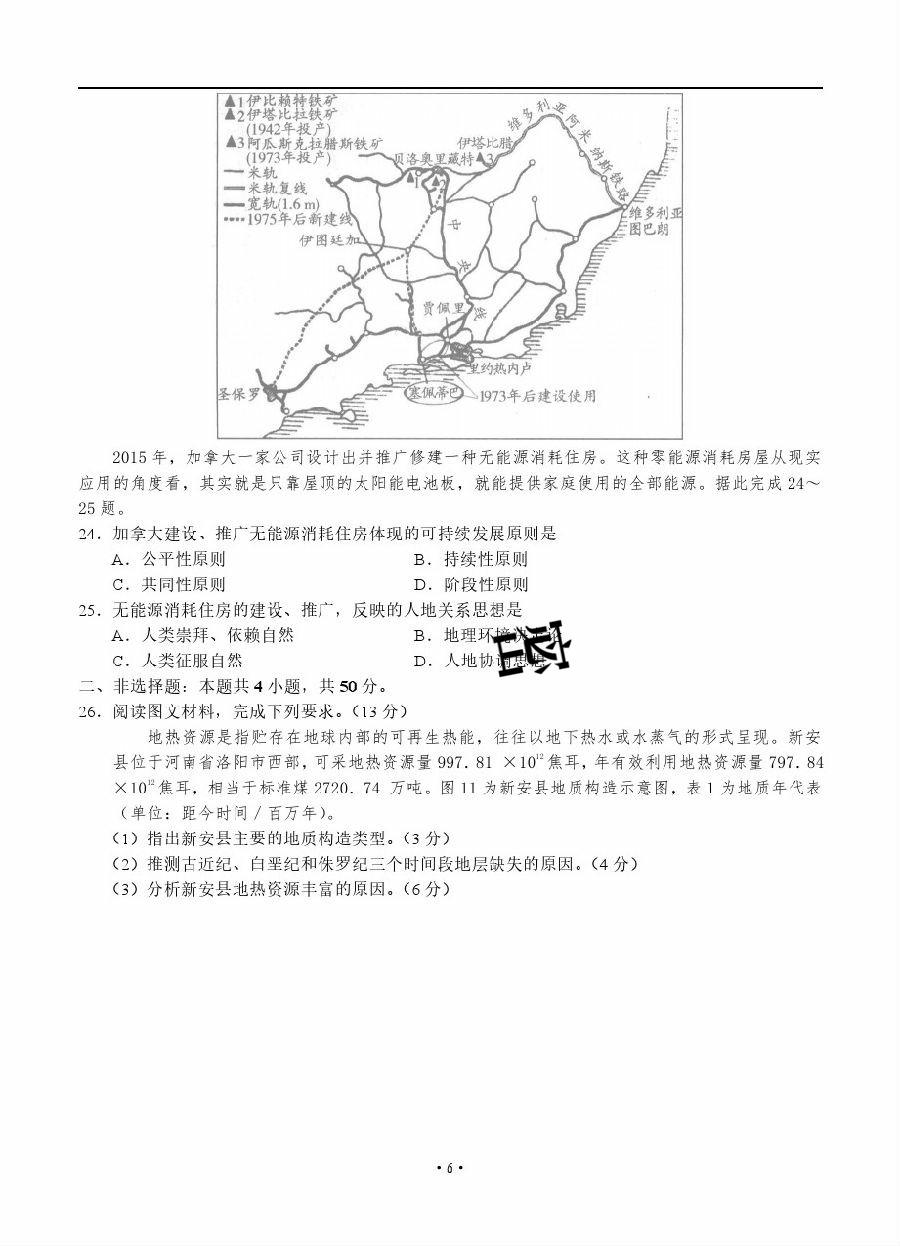 ▲1伊比赖特铁矿
▲2伊塔比拉铁矿
(1942年投产)
▲3阿瓜斯克拉腊斯铁矿
(1973年投产)
米轨
米轨复线
宽轨(1.6 m)
1975年后新建线
维多利亚阿米纳斯铁路
伊塔比腊
贝洛奥里藏特▲3
▲1
2
维多利亚
图巴朗
伊图廷加
中央线
贾佩里
里约热内卢
圣保罗
塞佩蒂巴
1973年后建设使用
2015 年，加拿大一家公司设计出并推广修建一种无能源消耗住房。这种零能源消耗房屋从现实
应用的角度看，其实就是只靠屋顶的太阳能电池板，就能提供家庭使用的全部能源。据此完成 24～
25 题。
24．加拿大建设、推广无能源消耗住房体现的可持续发展原则是
A．公平性原则 B．持续性原则
C．共同性原则 D．阶段性原则
25．无能源消耗住房的建设、推广，反映的人地关系思想是
A．人类崇拜、依赖自然 B．地理环境决定论
C．人类征服自然 D．人地协调思想
二、非选择题：本题共 4 小题，共 50 分。
26．阅读图文材料，完成下列要求。（13 分）
地热资源是指贮存在地球内部的可再生热能，往往以地下热水或水蒸气的形式呈现。新安
县位于河南省洛阳市西部，可采地热资源量 997．81 ×10¹²焦耳，年有效利用地热资源量 797．84
×10¹²焦耳，相当于标准煤 2720．74 万吨。图 11 为新安县地质构造示意图，表 1 为地质年代表
（单位：距今时间／百万年）。
（1）指出新安县主要的地质构造类型。（3 分）
（2）推测古近纪、白垩纪和侏罗纪三个时间段地层缺失的原因。（4 分）
（3）分析新安县地热资源丰富的原因。（6 分）
·6·